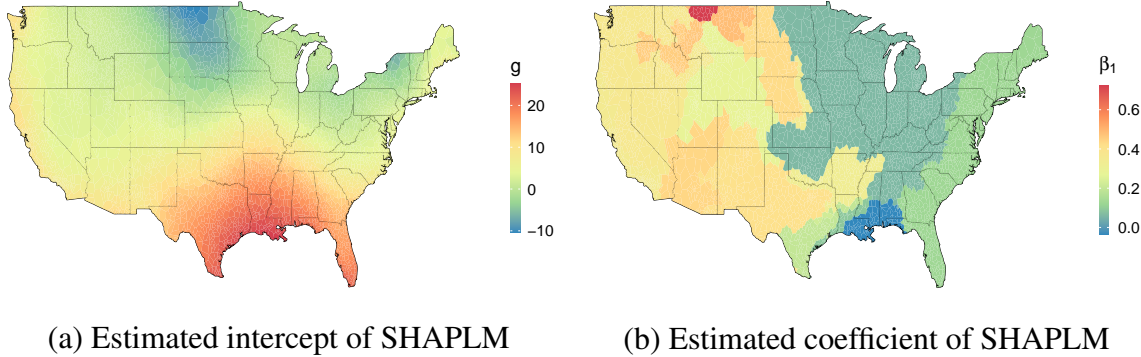 g
20
10
0
−10
β1
0.6
0.4
0.2
0.0
(a) Estimated intercept of SHAPLM
(b) Estimated coefficient of SHAPLM